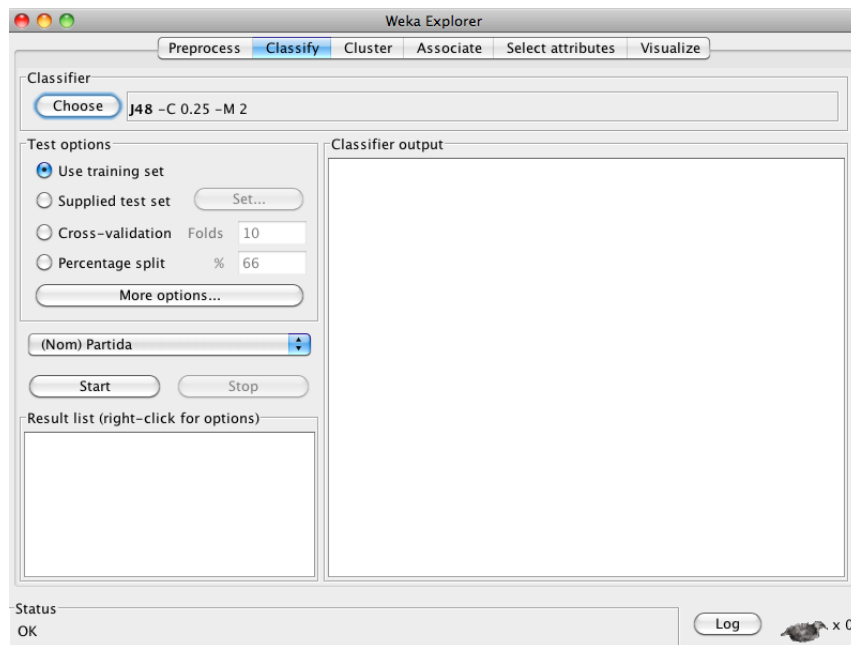 Weka Explorer
Preprocess Classify Cluster Associate Select attributes Visualize
Classifier
Choose J48 -C 0.25 -M 2
Test options
Use training set
Supplied test set Set...
Cross-validation Folds 10
Percentage split % 66
More options...
(Nom) Partida
Start Stop
Result list (right-click for options)
Classifier output
Status
OK
Log x 0